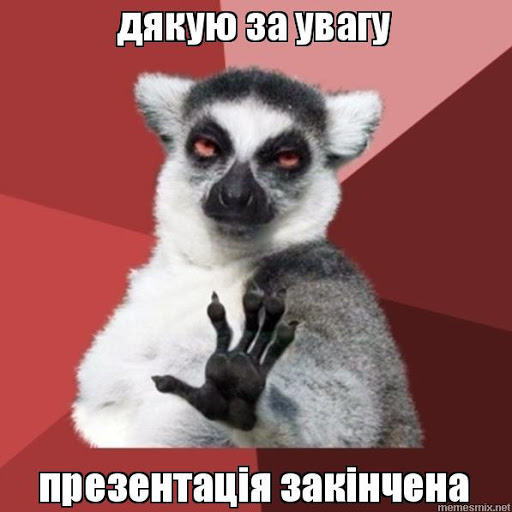 дякую за увагу
презентація закінчена
memesmix.net